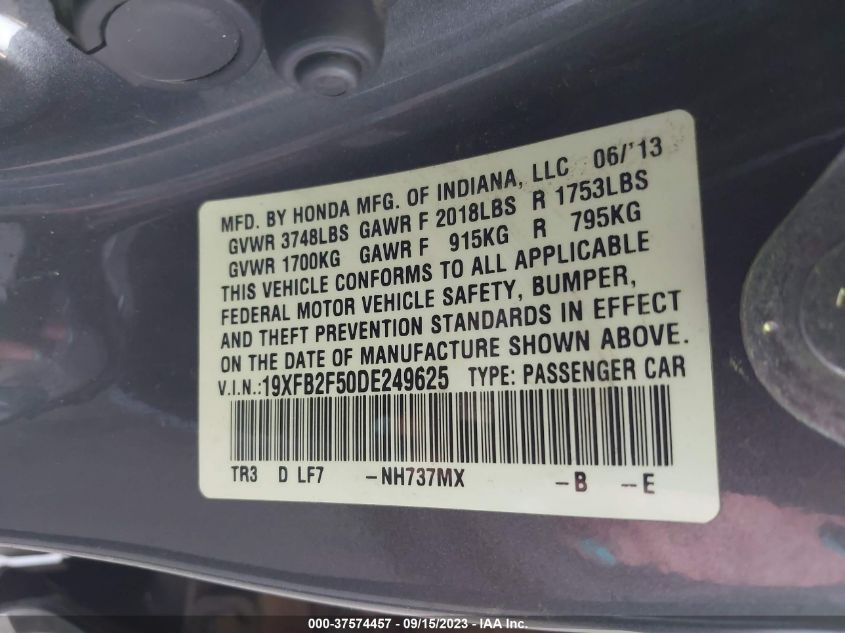 MFD. BY HONDA MFG. OF INDIANA, LLC 06/'13
GVWR 3748LBS GAWR F 2018LBS R 1753LBS
GVWR 1700KG GAWR F 915KG R 795KG
THIS VEHICLE CONFORMS TO ALL APPLICABLE
FEDERAL MOTOR VEHICLE SAFETY, BUMPER,
AND THEFT PREVENTION STANDARDS IN EFFECT
ON THE DATE OF MANUFACTURE SHOWN ABOVE.
V.I.N.:19XFB2F50DE249625 TYPE: PASSENGER CAR
TR3 D LF7 -NH737MX -B --E
000-37574457 - 09/15/2023 - IAA Inc.